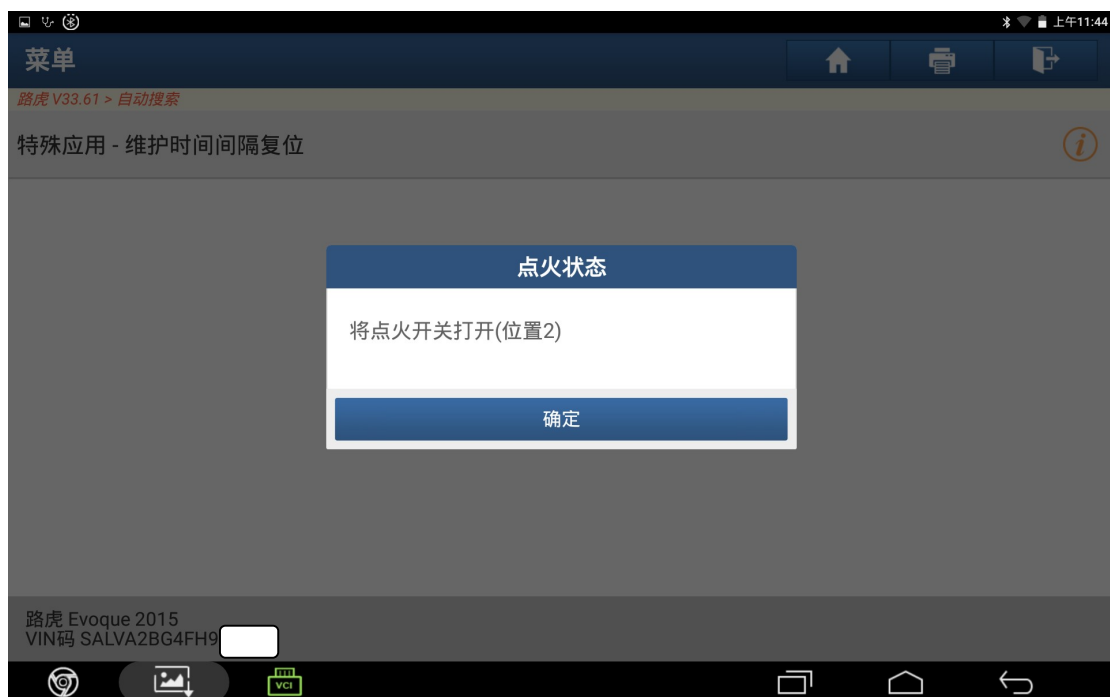 上午11:44
菜单
路虎 V33.61 > 自动搜索
特殊应用 - 维护时间间隔复位
i
点火状态
将点火开关打开(位置2)
确定
路虎 Evoque 2015
VIN码 SALVA2BG4FH9
VCI